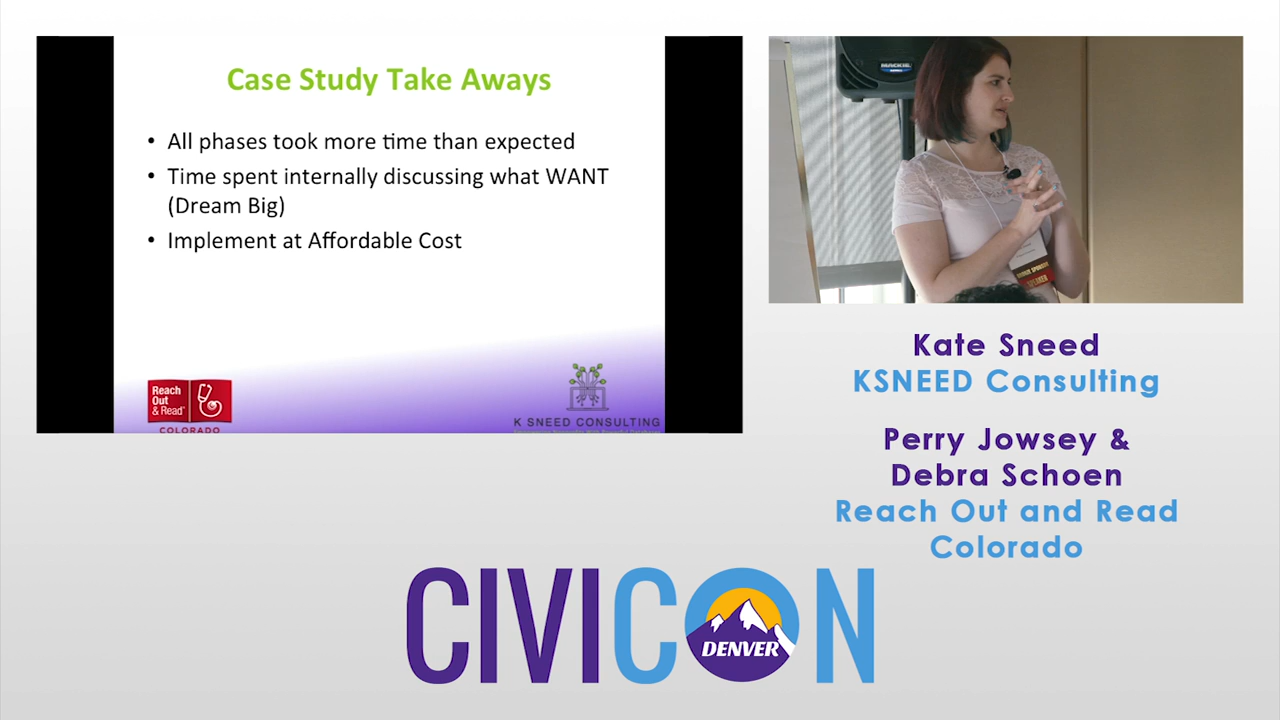 Case Study Take Aways
• All phases took more time than expected
• Time spent internally discussing what WANT
(Dream Big)
• Implement at Affordable Cost
Reach
Out
& Read
COLORADO
K SNEED CONSULTING
MACKIE
SPEAKER
Kate Sneed
KSNEED Consulting
Perry Jowsey &
Debra Schoen
Reach Out and Read
Colorado
CIVICON
DENVER